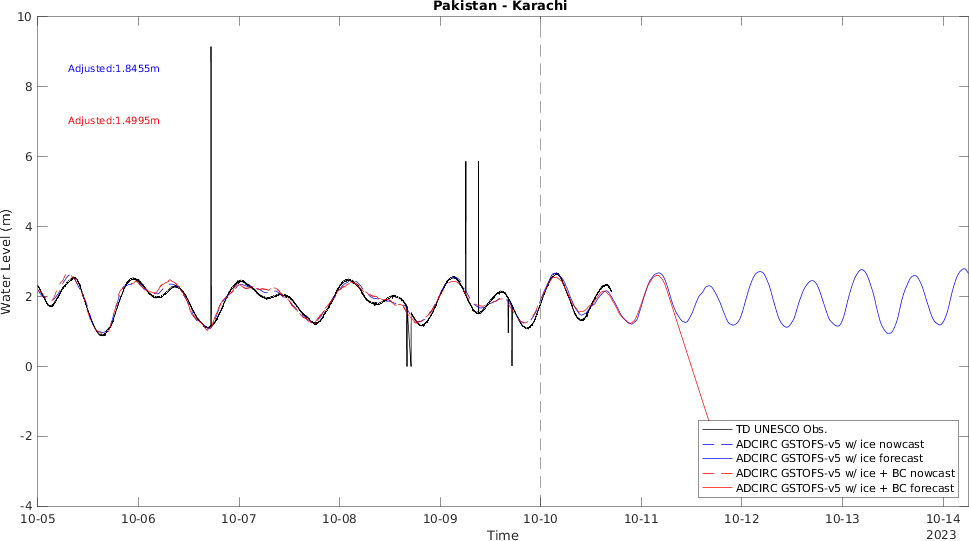 Pakistan - Karachi
10
8
6
4
2
0
-2
-4
Water Level (m)
Adjusted:1.8455m
Adjusted:1.4995m
TD UNESCO Obs.
ADCIRC GSTOFS-v5 w/ ice nowcast
ADCIRC GSTOFS-v5 w/ ice forecast
ADCIRC GSTOFS-v5 w/ ice + BC nowcast
ADCIRC GSTOFS-v5 w/ ice + BC forecast
10-05 10-06 10-07 10-08 10-09 10-10 10-11 10-12 10-13 10-14
Time
2023